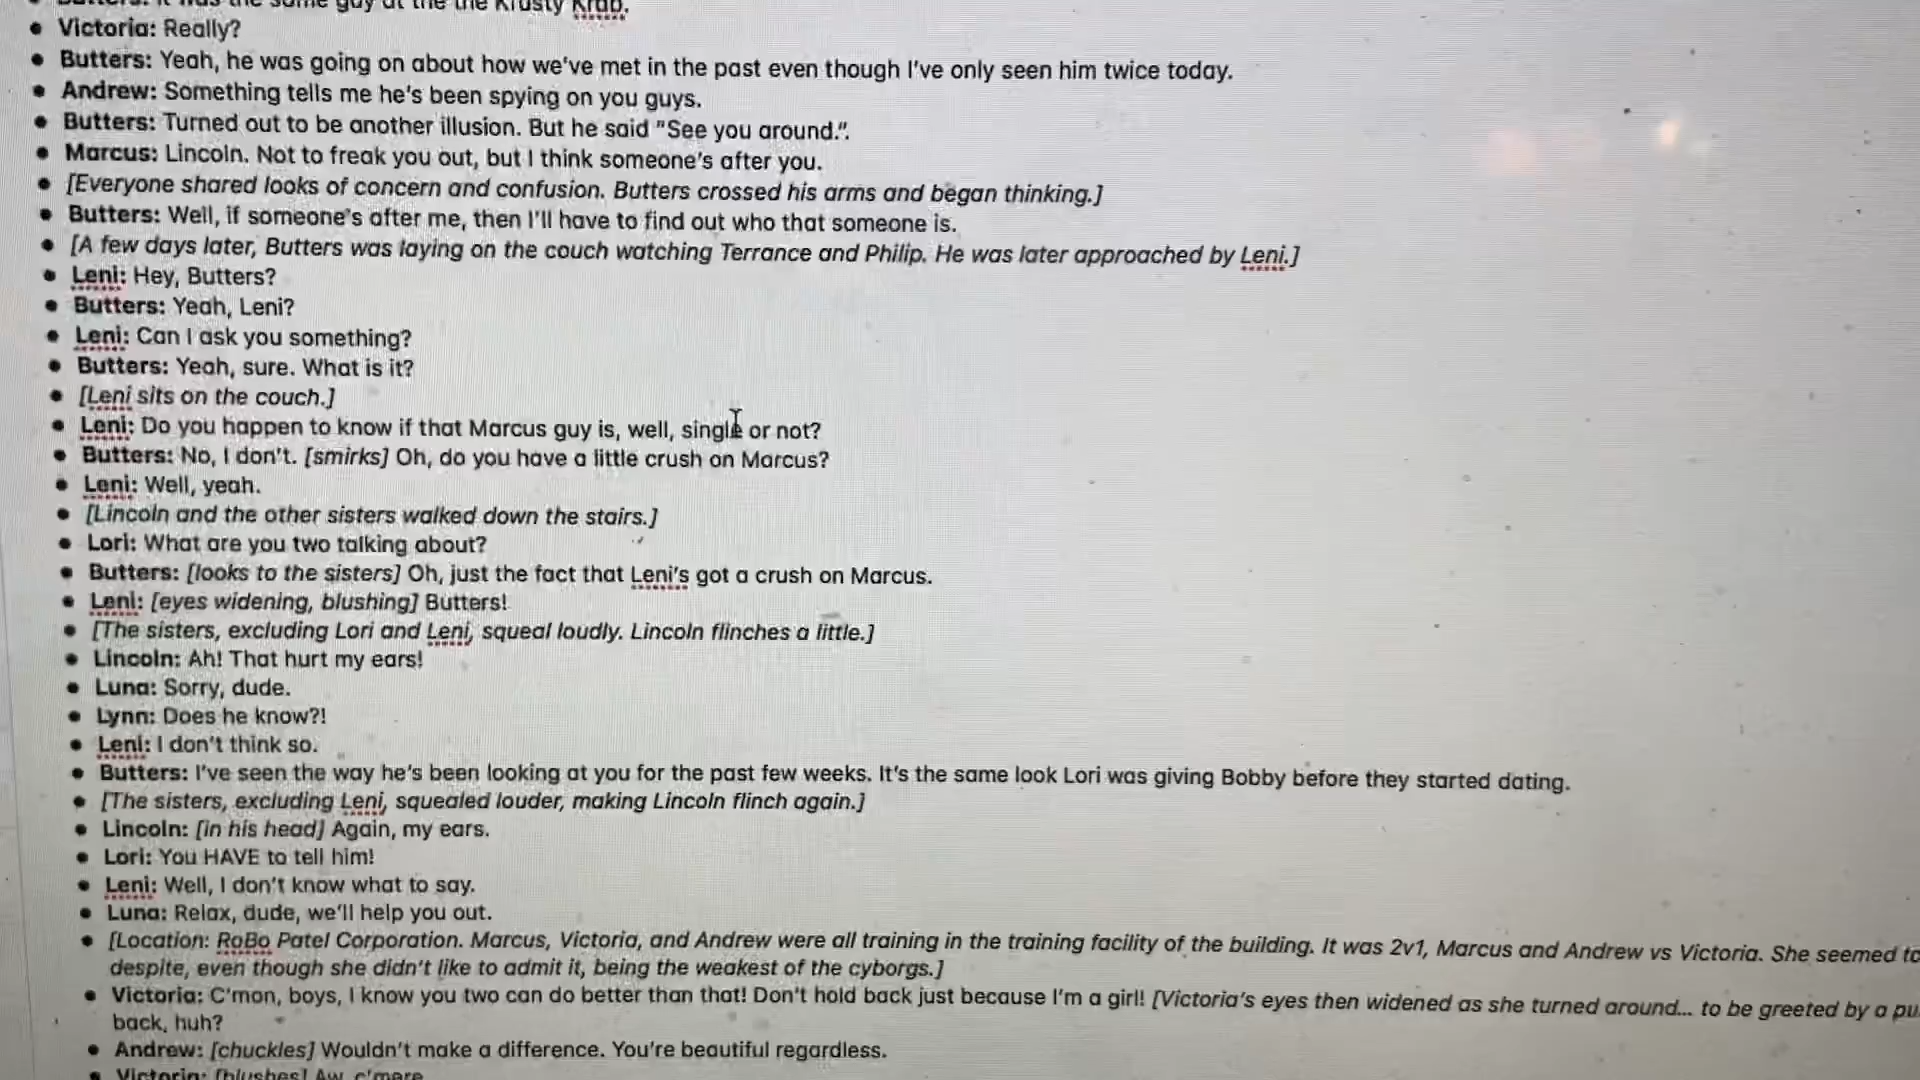 Butters: It was the same guy at the the Krusty Krab.
Victoria: Really?
Butters: Yeah, he was going on about how we've met in the past even though I've only seen him twice today.
Andrew: Something tells me he's been spying on you guys.
Butters: Turned out to be another illusion. But he said "See you around.".
Marcus: Lincoln. Not to freak you out, but I think someone's after you.
[Everyone shared looks of concern and confusion. Butters crossed his arms and began thinking.]
Butters: Well, if someone's after me, then I'll have to find out who that someone is.
[A few days later, Butters was laying on the couch watching Terrance and Philip. He was later approached by Leni.]
Leni: Hey, Butters?
Butters: Yeah, Leni?
Leni: Can I ask you something?
Butters: Yeah, sure. What is it?
[Leni sits on the couch.]
Leni: Do you happen to know if that Marcus guy is, well, single or not?
Butters: No, I don't. [smirks] Oh, do you have a little crush on Marcus?
Leni: Well, yeah.
[Lincoln and the other sisters walked down the stairs.]
Lori: What are you two talking about?
Butters: [looks to the sisters] Oh, just the fact that Leni's got a crush on Marcus.
Leni: [eyes widening, blushing] Butters!
[The sisters, excluding Lori and Leni, squeal loudly. Lincoln flinches a little.]
Lincoln: Ah! That hurt my ears!
Luna: Sorry, dude.
Lynn: Does he know?!
Leni: I don't think so.
Butters: I've seen the way he's been looking at you for the past few weeks. It's the same look Lori was giving Bobby before they started dating.
[The sisters, excluding Leni, squealed louder, making Lincoln flinch again.]
Lincoln: [in his head] Again, my ears.
Lori: You HAVE to tell him!
Leni: Well, I don't know what to say.
Luna: Relax, dude, we'll help you out.
[Location: RoBo Patel Corporation. Marcus, Victoria, and Andrew were all training in the training facility of the building. It was 2v1, Marcus and Andrew vs Victoria. She seemed
despite, even though she didn't like to admit it, being the weakest of the cyborgs.]
Victoria: C'mon, boys, I know you two can do better than that! Don't hold back just because I'm a girl! [Victoria's eyes then widened as she turned around... to be greeted by a
back, huh?
Andrew: [chuckles] Wouldn't make a difference. You're beautiful regardless.
Victoria: [blushes] Aw, c'mere